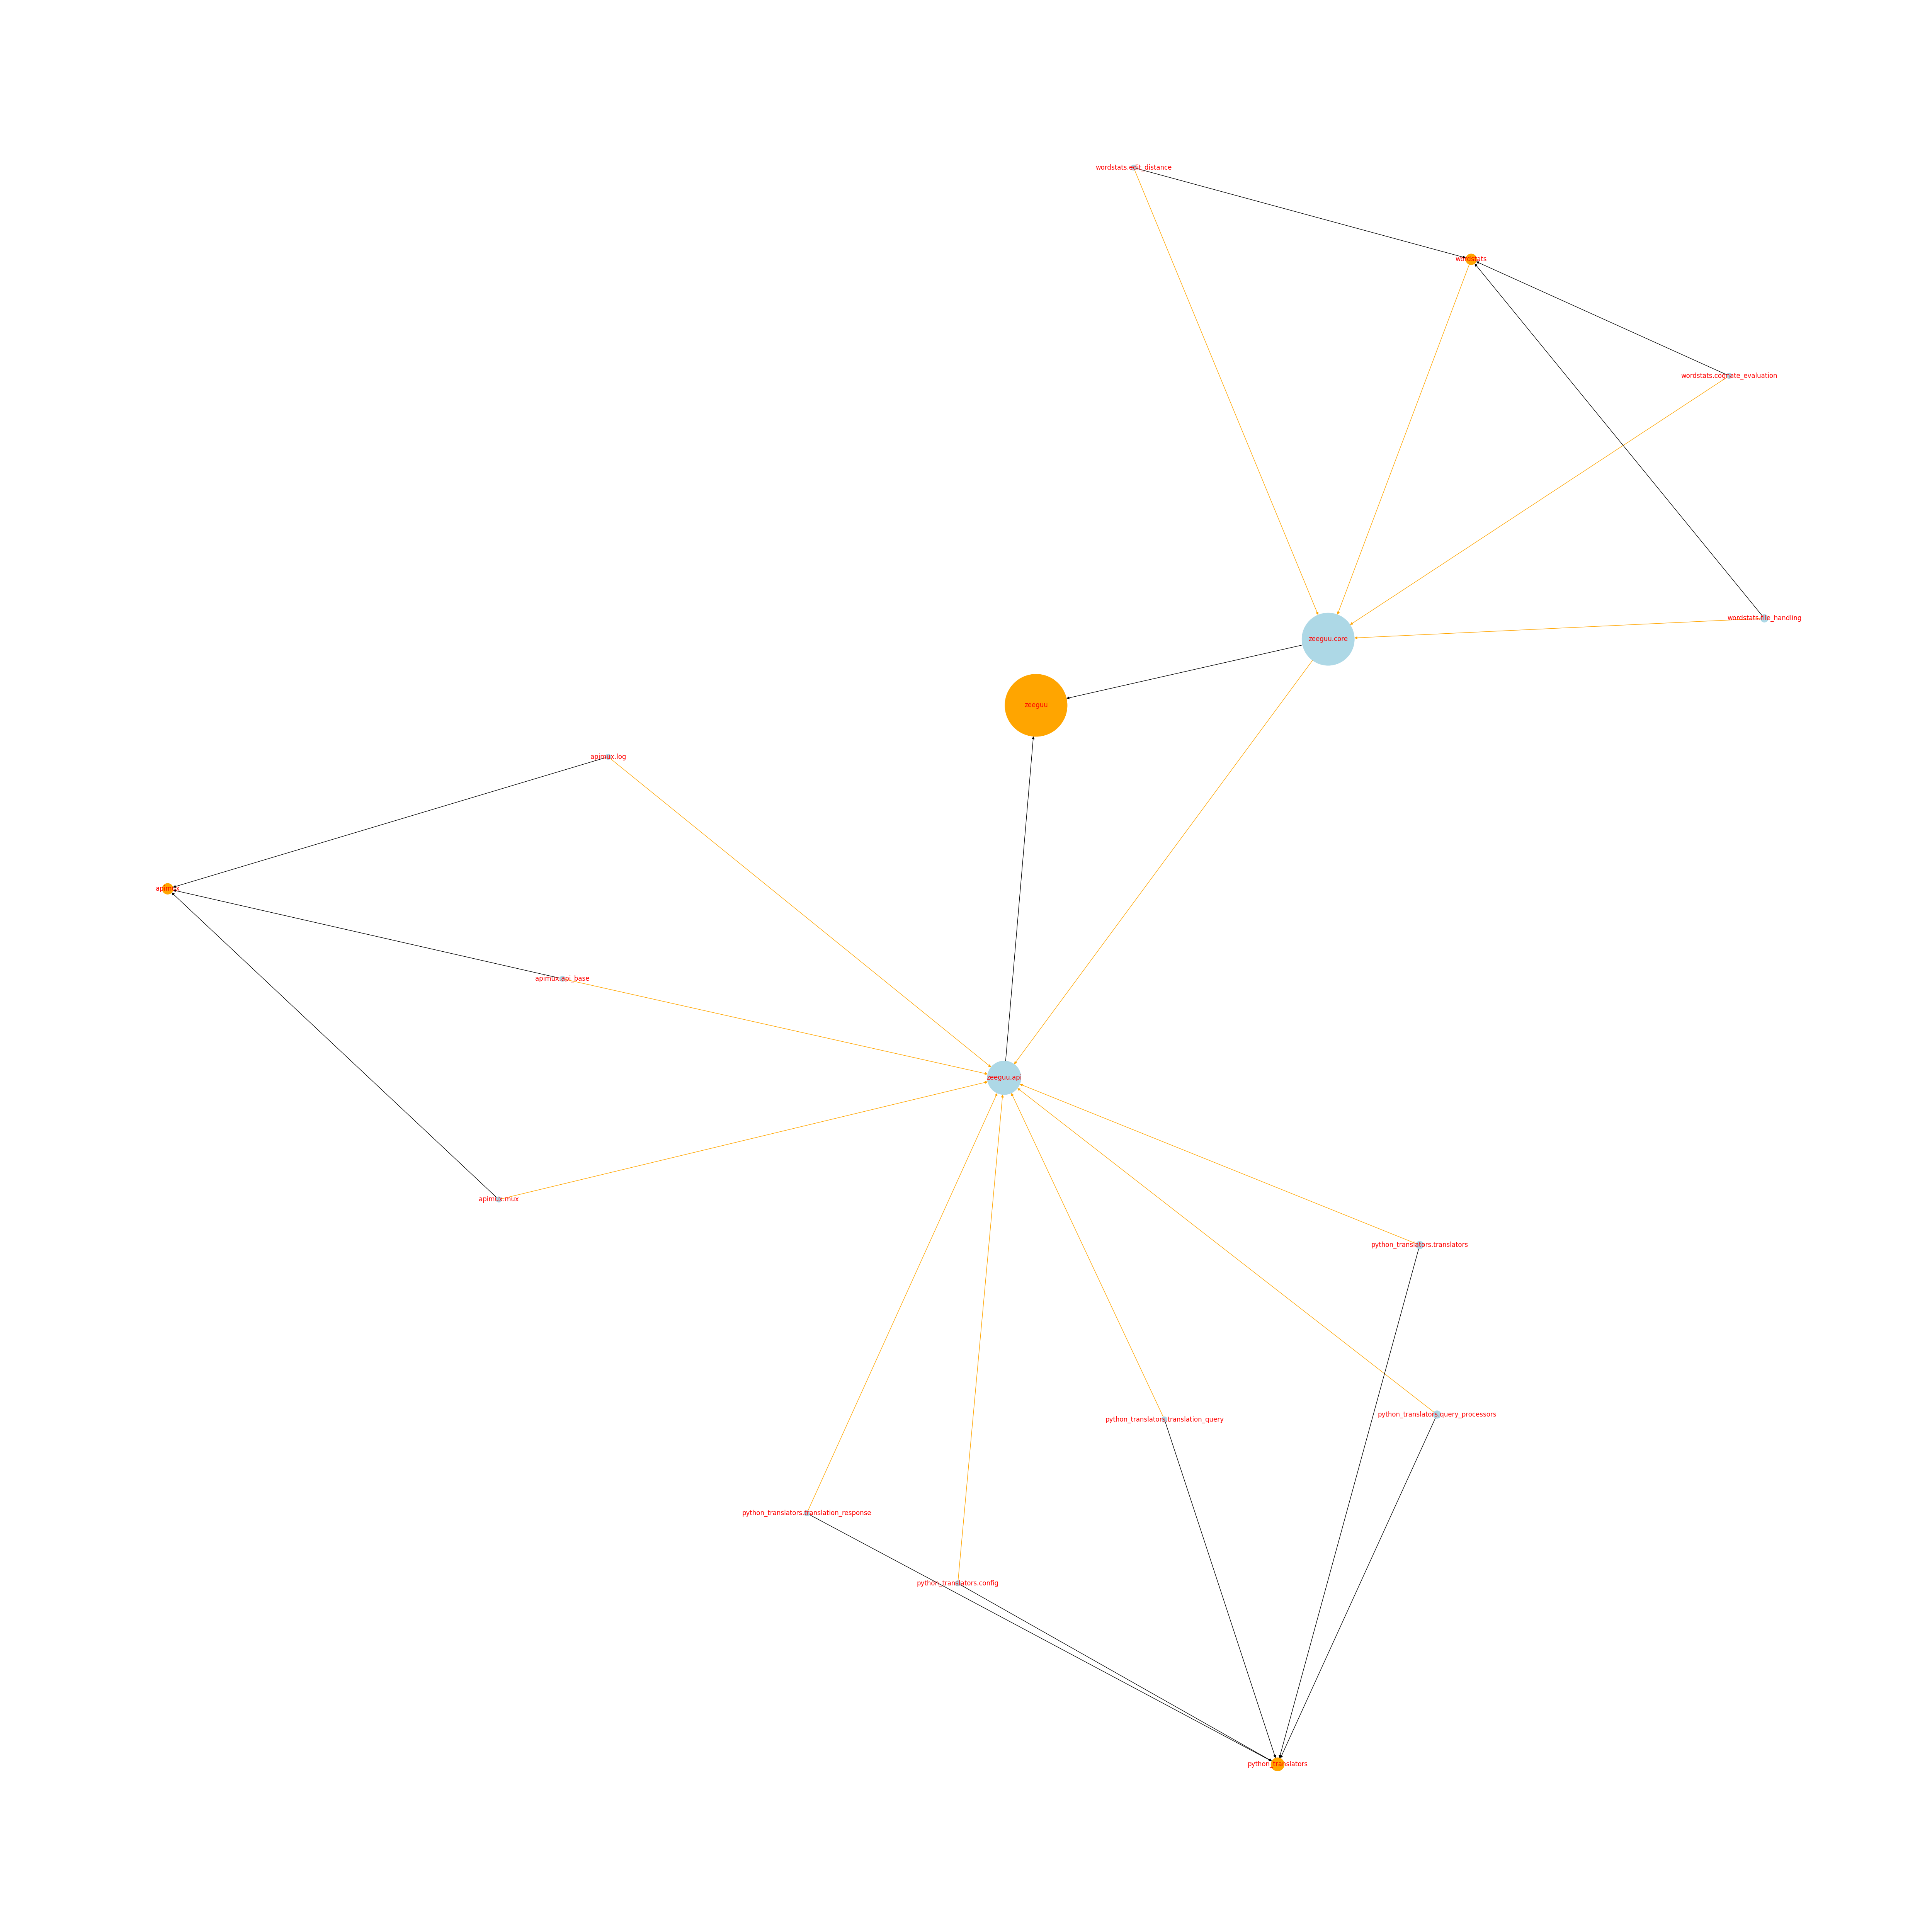 wordstats.edit_distance
wordstats
wordstats.cognate_evaluation
wordstats.file_handling
zeeguu.core
zeeguu
apimux.log
apimux
apimux.api_base
zeeguu.api
apimux.mux
python_translators.translators
python_translators.query_processors
python_translators.translation_query
python_translators.translation_response
python_translators.config
python_translators